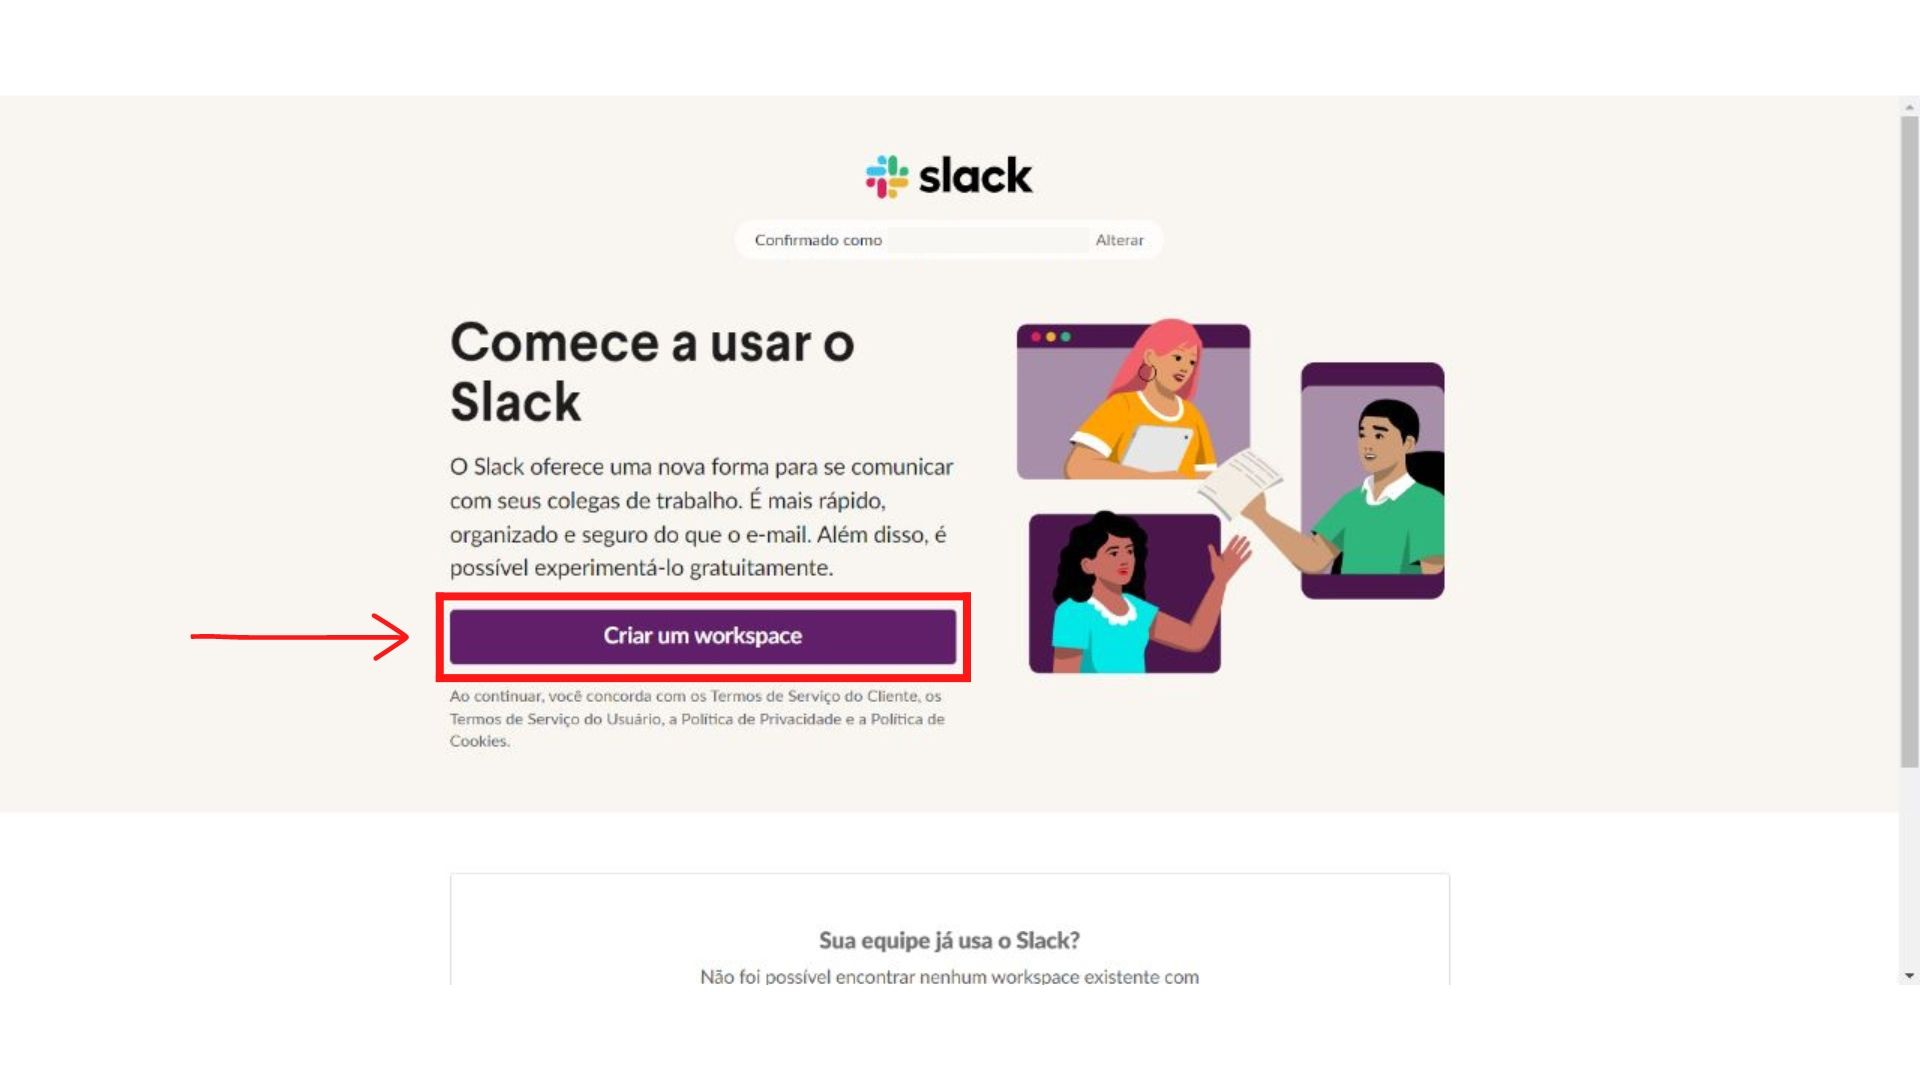 slack
Confirmado como Alterar
Comece a usar o
Slack
O Slack oferece uma nova forma para se comunicar
com seus colegas de trabalho. É mais rápido,
organizado e seguro do que o e-mail. Além disso, é
possível experimentá-lo gratuitamente.
Criar um workspace
Ao continuar, você concorda com os Termos de Serviço do Cliente, os
Termos de Serviço do Usuário, a Política de Privacidade e a Política de
Cookies.
Sua equipe já usa o Slack?
Não foi possível encontrar nenhum workspace existente com